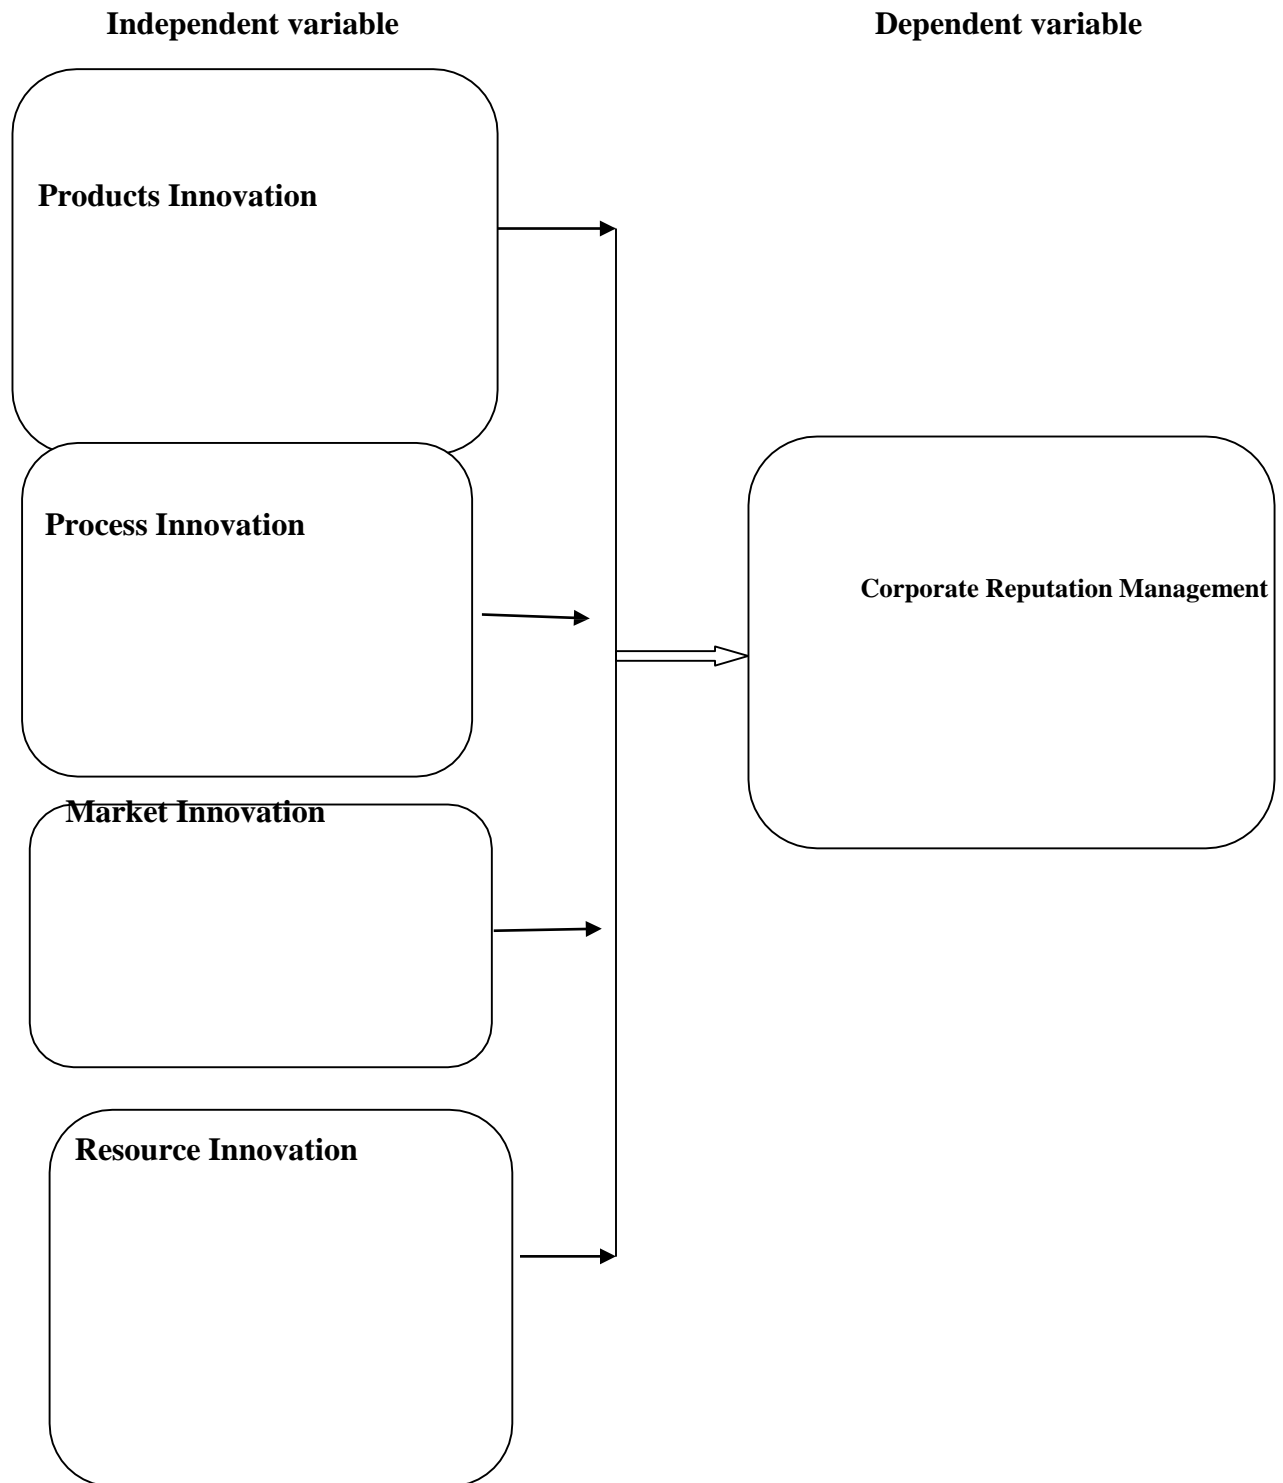 Independent variable
Dependent variable
Products Innovation
Process Innovation
Corporate Reputation Management
Market Innovation
Resource Innovation